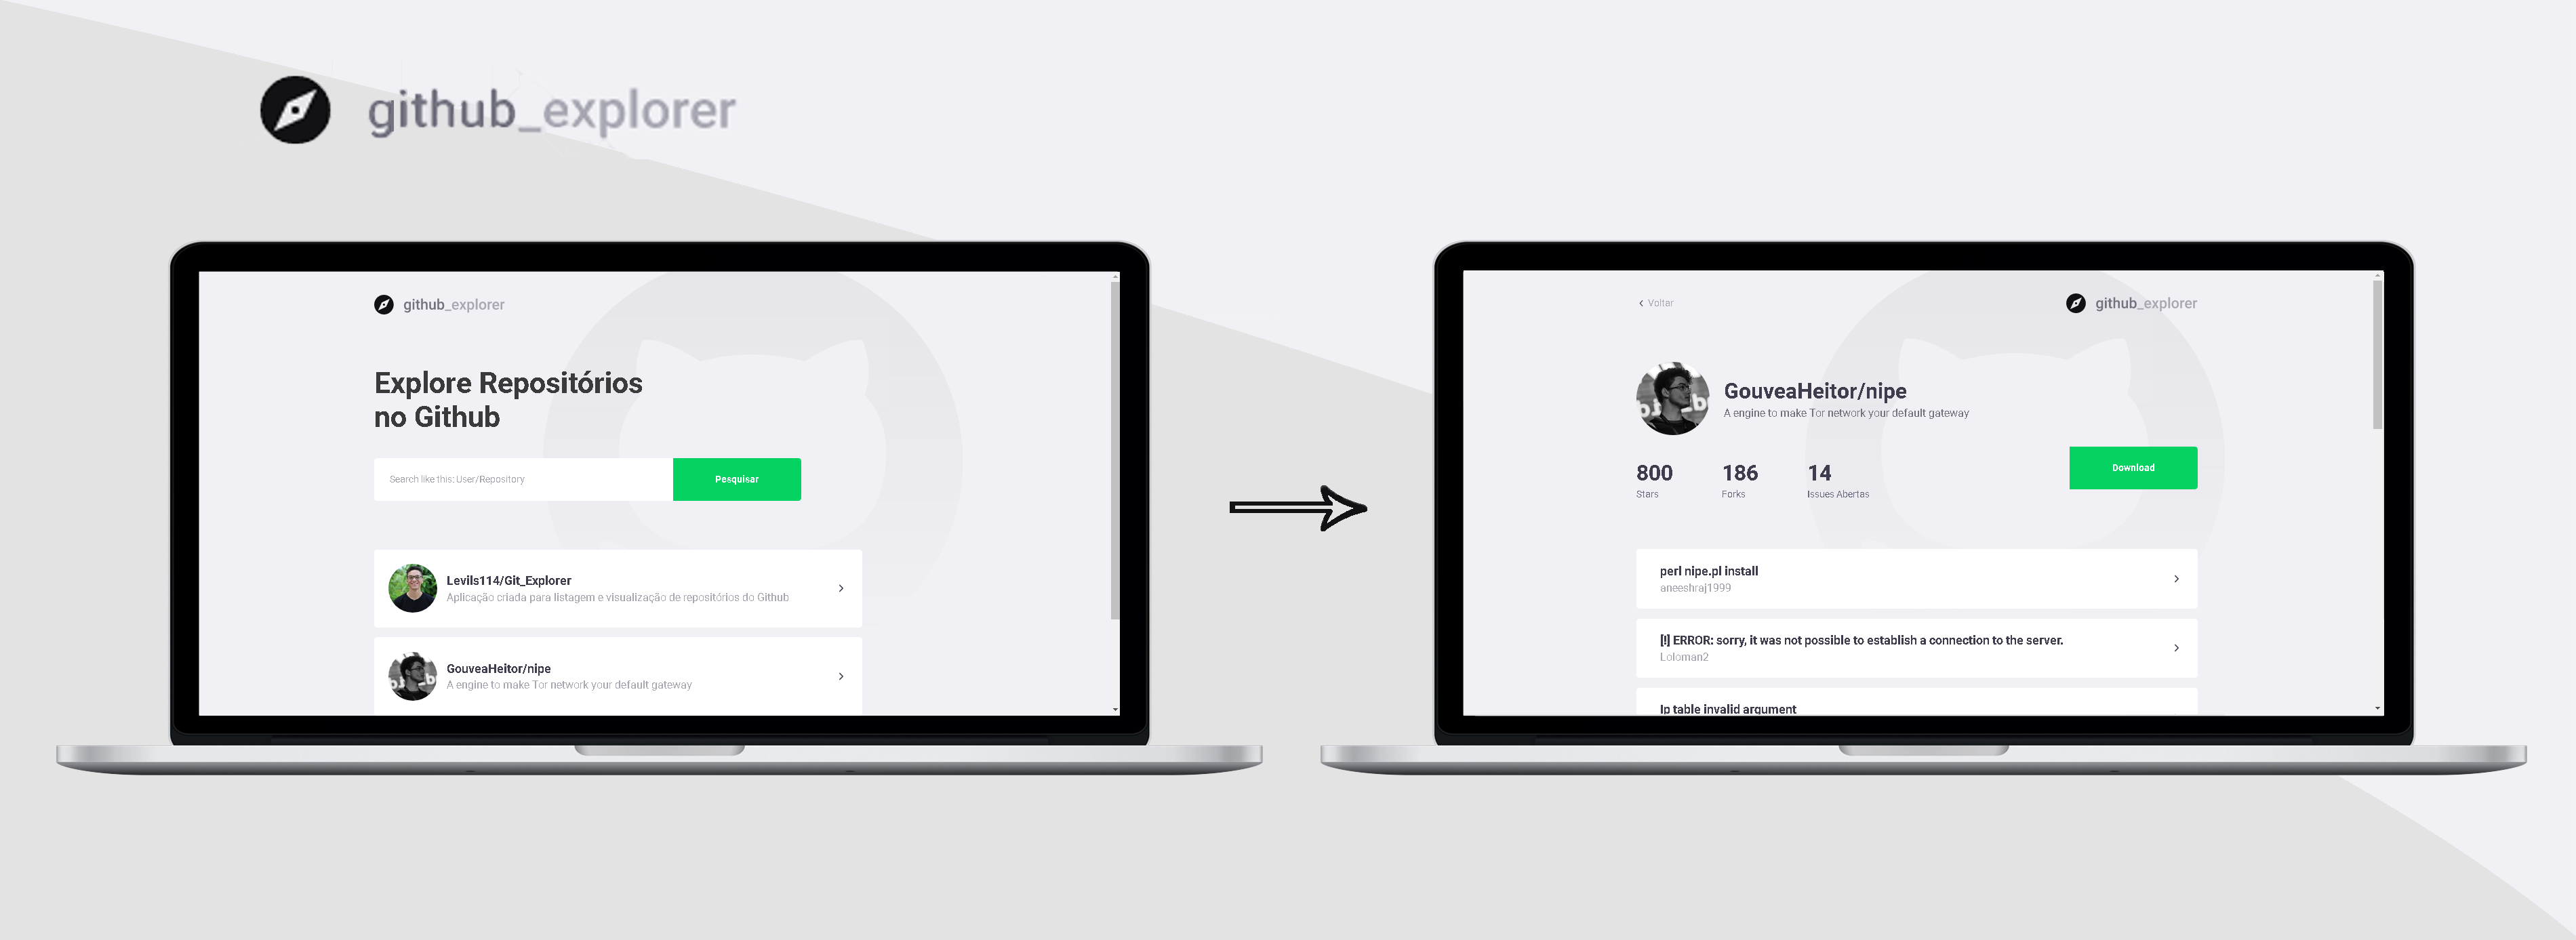 github_explorer
github_explorer
Explore Repositórios
no Github
Search like this: User/Repository
Pesquisar
Levils114/Git_Explorer
Aplicação criada para listagem e visualização de repositórios do Github
GouveaHeitor/nipe
A engine to make Tor network your default gateway
Voltar
github_explorer
GouveaHeitor/nipe
A engine to make Tor network your default gateway
800
Stars
186
Forks
14
Issues Abertas
Download
perl nipe.pl install
aneeshraj1999
[!] ERROR: sorry, it was not possible to establish a connection to the server.
Loloman2
Ip table invalid argument